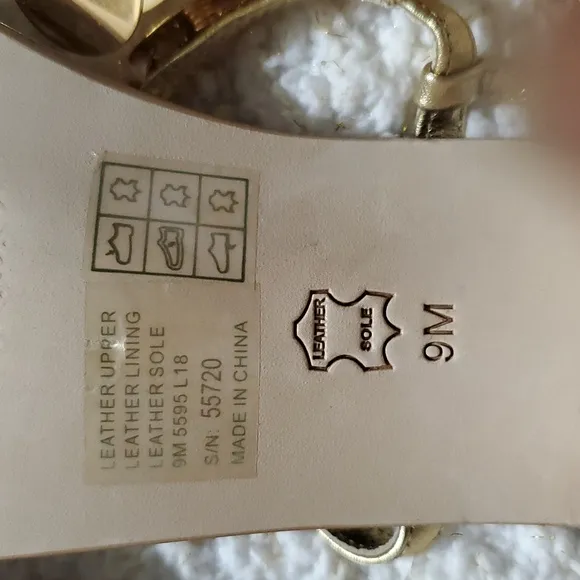 LEATHER UPPER
LEATHER LINING
LEATHER SOLE
9M 5595 L18
S/N: 55720
MADE IN CHINA
LEATHER
SOLE
9M